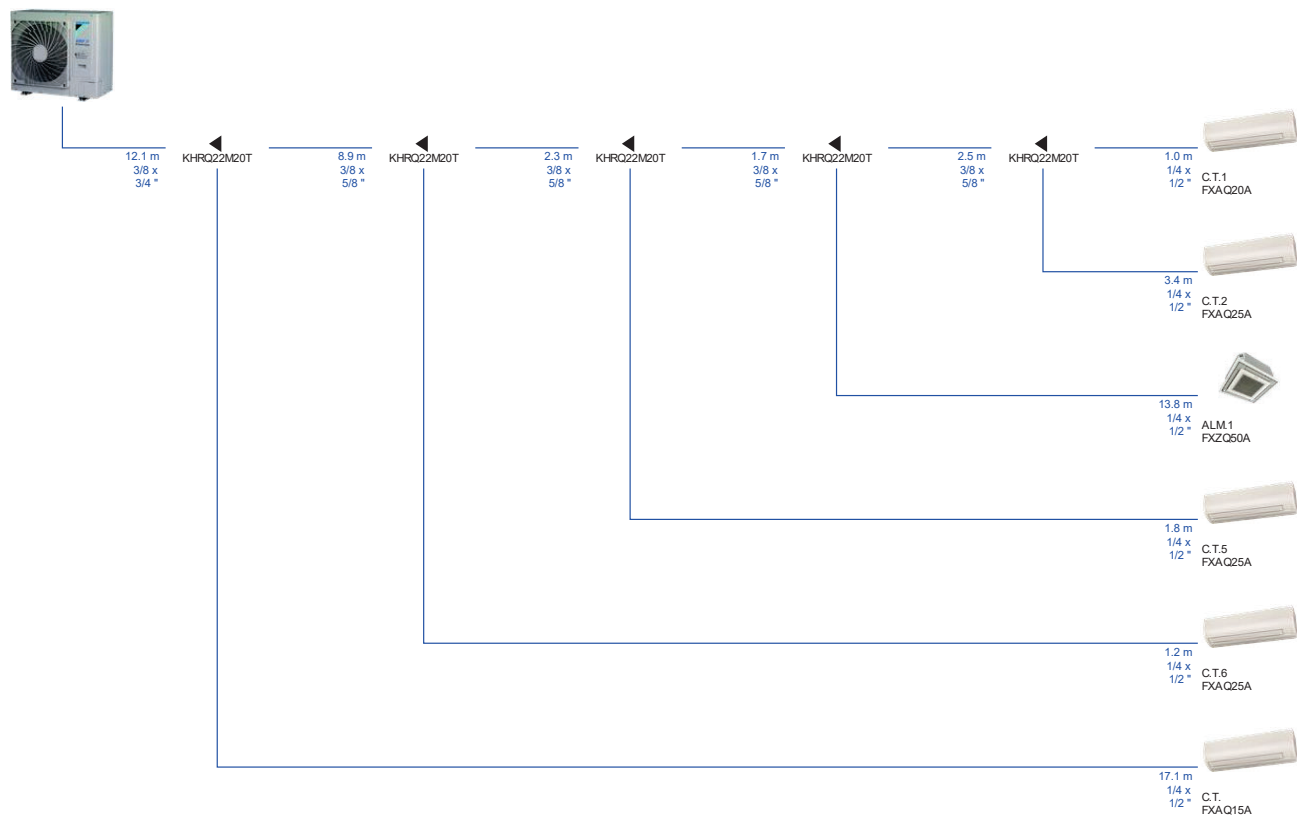 12.1 m
3/8 x
3/4 "
KHRQ22M20T
8.9 m
3/8 x
5/8 "
KHRQ22M20T
2.3 m
3/8 x
5/8 "
KHRQ22M20T
1.7 m
3/8 x
5/8 "
KHRQ22M20T
2.5 m
3/8 x
5/8 "
KHRQ22M20T
1.0 m
1/4 x
1/2 "
C.T.1
FXAQ20A
3.4 m
1/4 x
1/2 "
C.T.2
FXAQ25A
13.8 m
1/4 x
1/2 "
ALM.1
FXZQ50A
1.8 m
1/4 x
1/2 "
C.T.5
FXAQ25A
1.2 m
1/4 x
1/2 "
C.T.6
FXAQ25A
17.1 m
1/4 x
1/2 "
C.T.
FXAQ15A